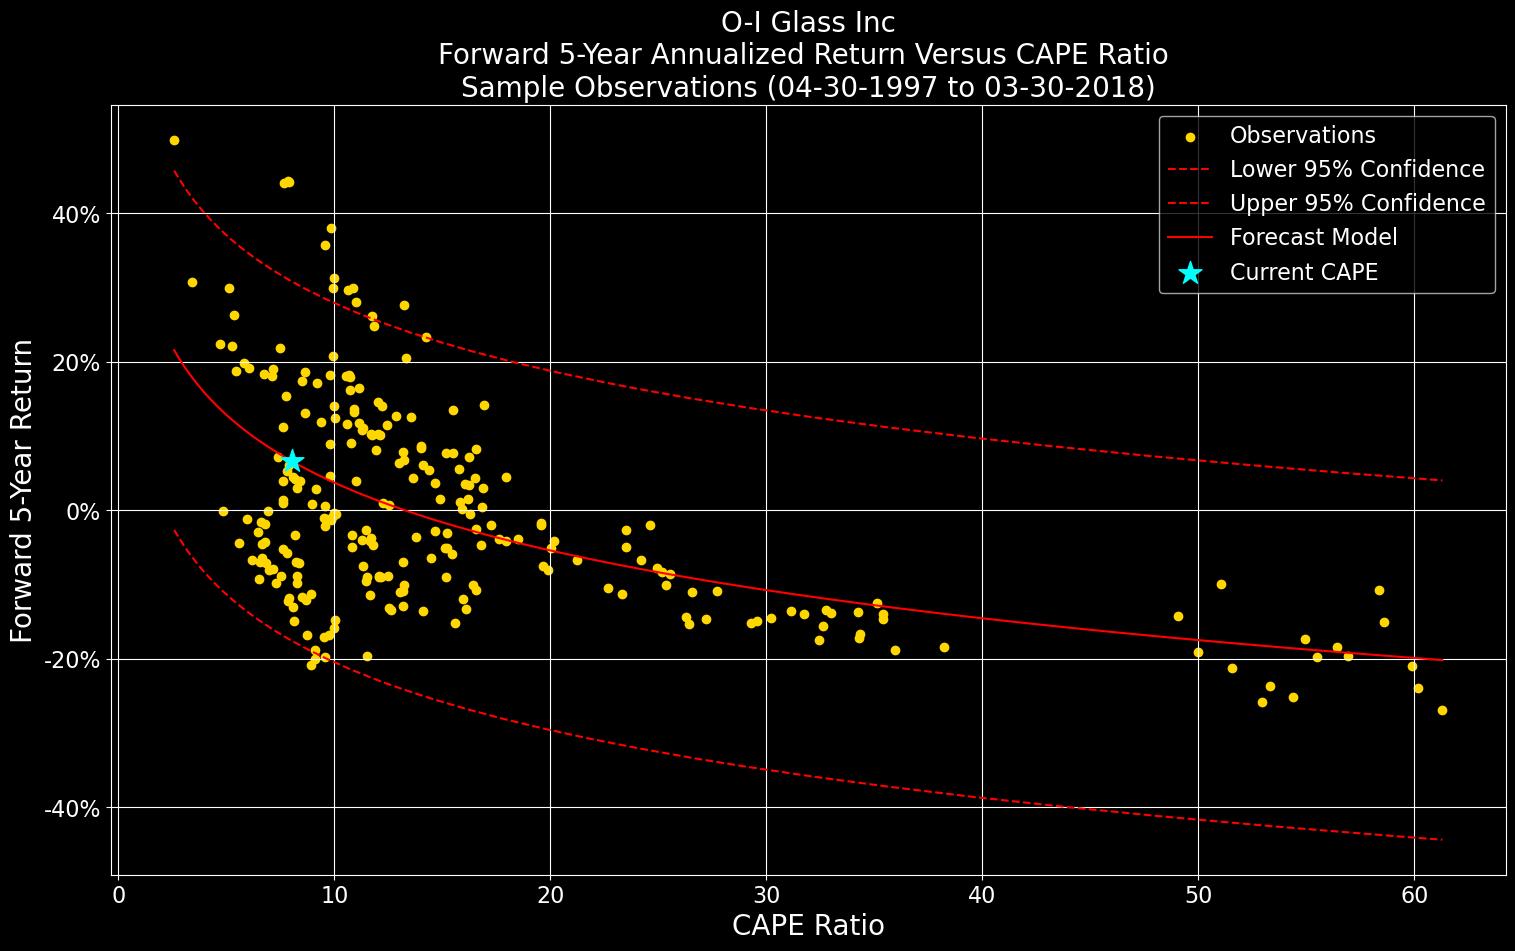 O-I Glass Inc
Forward 5-Year Annualized Return Versus CAPE Ratio
Sample Observations (04-30-1997 to 03-30-2018)
Observations
Lower 95% Confidence
Upper 95% Confidence
Forecast Model
Current CAPE
Forward 5-Year Return
40%
20%
0%
-20%
-40%
0 10 20 30 40 50 60
CAPE Ratio